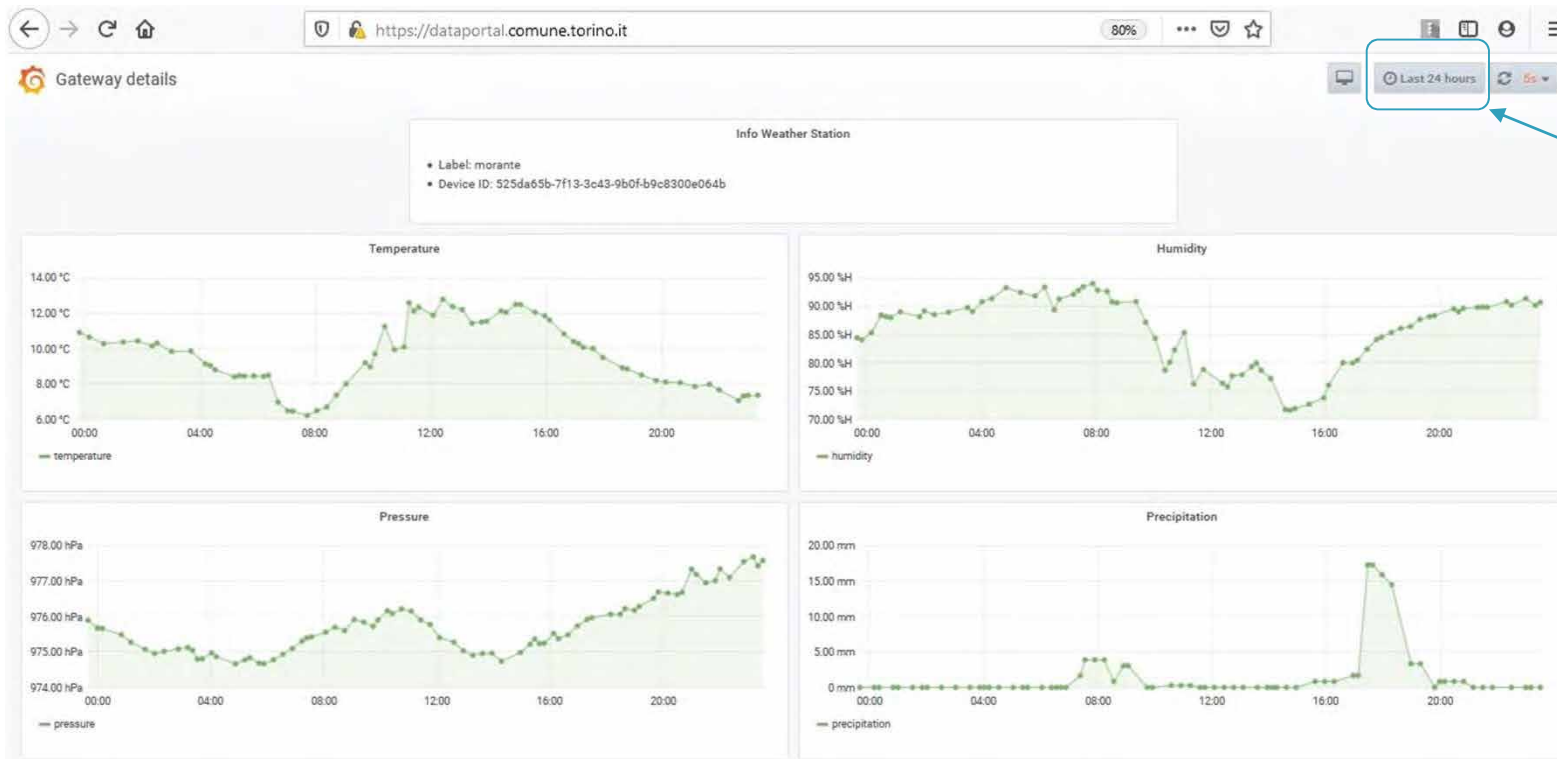 https://dataportal.comune.torino.it
80%
Gateway details
Last 24 hours
5s
Info Weather Station
Label: morante
Device ID: 525da65b-7f13-3c43-9b0f-b9c8300e064b
Temperature
14.00 °C
12.00 °C
10.00 °C
8.00 °C
6.00 °C
00:00 04:00 08:00 12:00 16:00 20:00
temperature
Humidity
95.00 %H
90.00 %H
85.00 %H
80.00 %H
75.00 %H
70.00 %H
00:00 04:00 08:00 12:00 16:00 20:00
humidity
Pressure
978.00 hPa
977.00 hPa
976.00 hPa
975.00 hPa
974.00 hPa
00:00 04:00 08:00 12:00 16:00 20:00
pressure
Precipitation
20.00 mm
15.00 mm
10.00 mm
5.00 mm
0 mm
00:00 04:00 08:00 12:00 16:00 20:00
precipitation